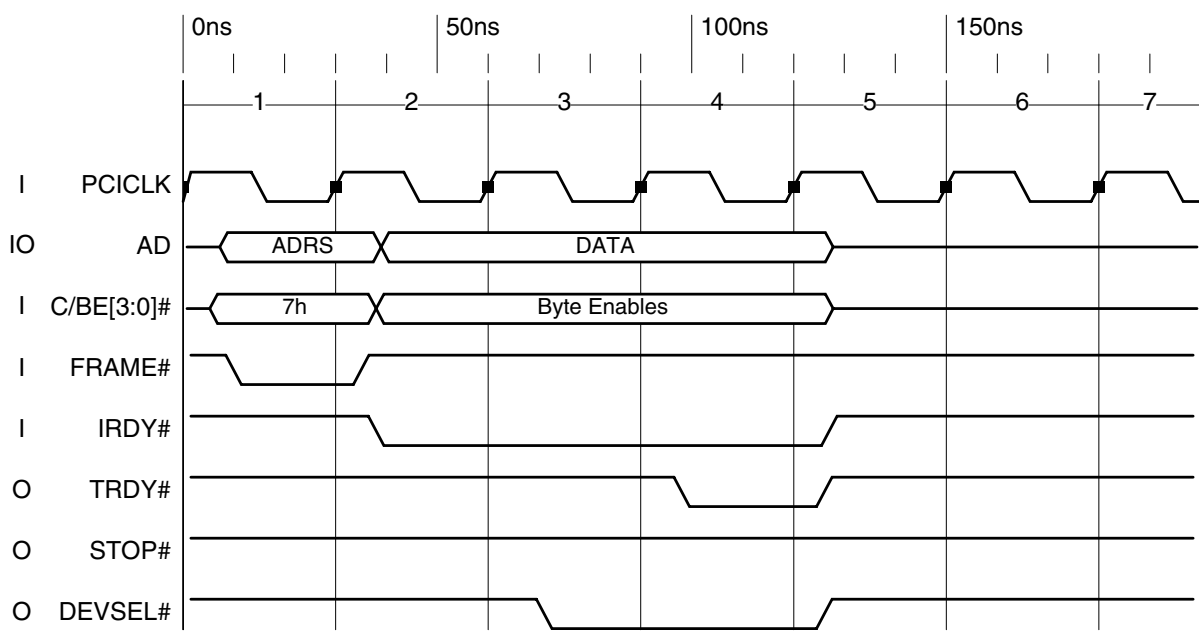 0ns 50ns 100ns 150ns
1 2 3 4 5 6 7
I PCICLK
IO AD ADRS DATA
I C/BE[3:0]# 7h Byte Enables
I FRAME#
I IRDY#
O TRDY#
O STOP#
O DEVSEL#